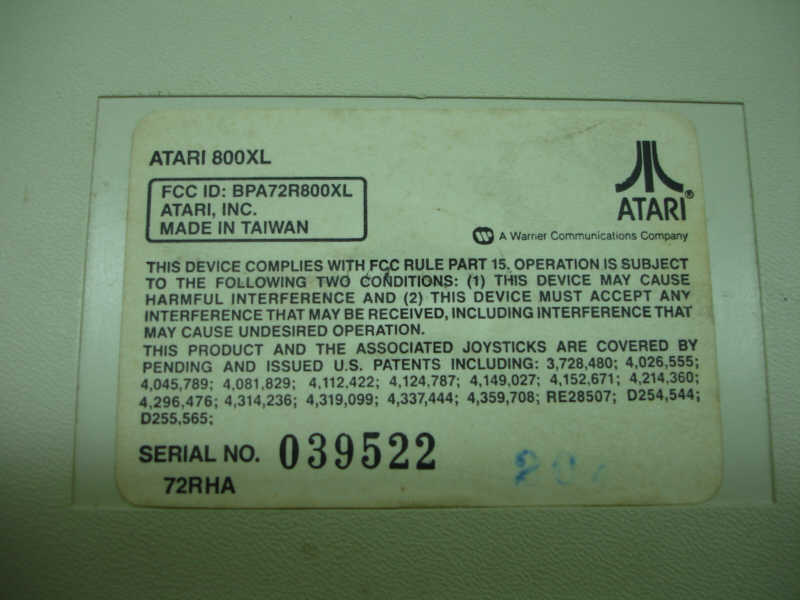 ATARI 800XL
FCC ID: BPA72R800XL
ATARI, INC.
MADE IN TAIWAN
ATARI®
A Warner Communications Company
THIS DEVICE COMPLIES WITH FCC RULE PART 15. OPERATION IS SUBJECT
TO THE FOLLOWING TWO CONDITIONS: (1) THIS DEVICE MAY CAUSE
HARMFUL INTERFERENCE AND (2) THIS DEVICE MUST ACCEPT ANY
INTERFERENCE THAT MAY BE RECEIVED, INCLUDING INTERFERENCE THAT
MAY CAUSE UNDESIRED OPERATION.
THIS PRODUCT AND THE ASSOCIATED JOYSTICKS ARE COVERED BY
PENDING AND ISSUED U.S. PATENTS INCLUDING: 3,728,480; 4,026,555;
4,045,789; 4,081,829; 4,112,422; 4,124,787; 4,149,027; 4,152,671; 4,214,360;
4,296,476; 4,314,236; 4,319,099; 4,337,444; 4,359,708; RE28507; D254,544;
D255,565;
SERIAL NO. 039522
72RHA